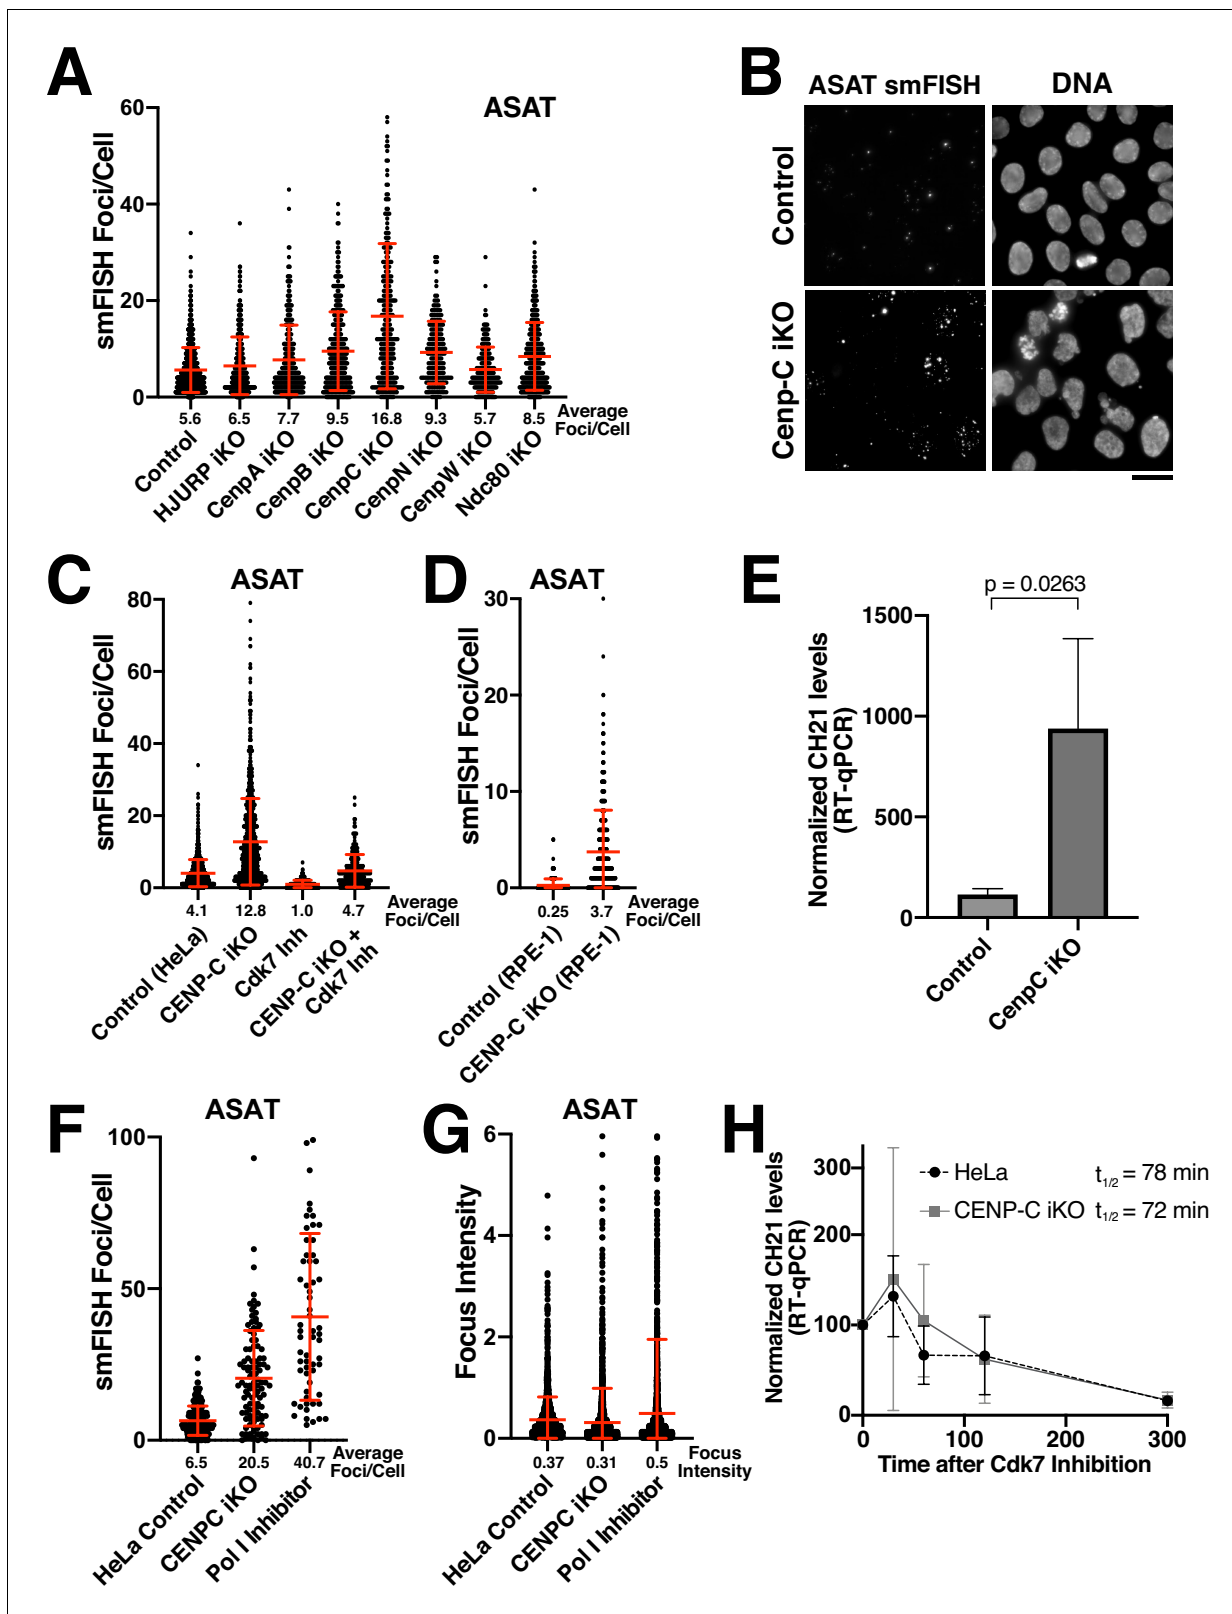 A
ASAT
smFISH Foci/Cell
60
40
20
0
5.6 6.5 7.7 9.5 16.8 9.3 5.7 8.5
Average
Foci/Cell
Control
HJURP iKO
CenpA iKO
CenpB iKO
CenpC iKO
CenpN iKO
CenpW iKO
Ndc80 iKO
B
ASAT smFISH DNA
Control
Cenp-C iKO
C
ASAT
smFISH Foci/Cell
80
60
40
20
0
4.1 12.8 1.0 4.7
Average
Foci/Cell
Control (HeLa)
CENP-C iKO
Cdk7 Inh
CENP-C iKO +
Cdk7 Inh
D
ASAT
smFISH Foci/Cell
30
20
10
0
0.25 3.7
Average
Foci/Cell
Control (RPE-1)
CENP-C iKO (RPE-1)
E
p = 0.0263
Normalized CH21 levels
(RT-qPCR)
1500
1000
500
0
Control
CenpC iKO
F
ASAT
smFISH Foci/Cell
100
50
0
6.5 20.5 40.7
Average
Foci/Cell
HeLa Control
CENPC iKO
Pol I Inhibitor
G
ASAT
Focus Intensity
6
4
2
0
0.37 0.31 0.5
Focus
Intensity
HeLa Control
CENPC iKO
Pol I Inhibitor
H
Normalized CH21 levels
(RT-qPCR)
300
200
100
0
HeLa t1/2 = 78 min
CENP-C iKO t1/2 = 72 min
0 100 200 300
Time after Cdk7 Inhibition